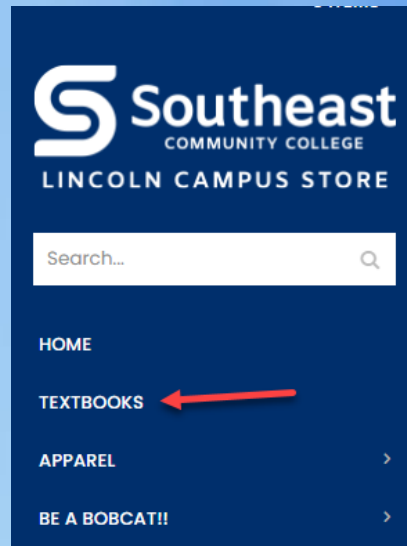 Southeast
COMMUNITY COLLEGE
LINCOLN CAMPUS STORE
Search...
HOME
TEXTBOOKS
APPAREL
BE A BOBCAT!!